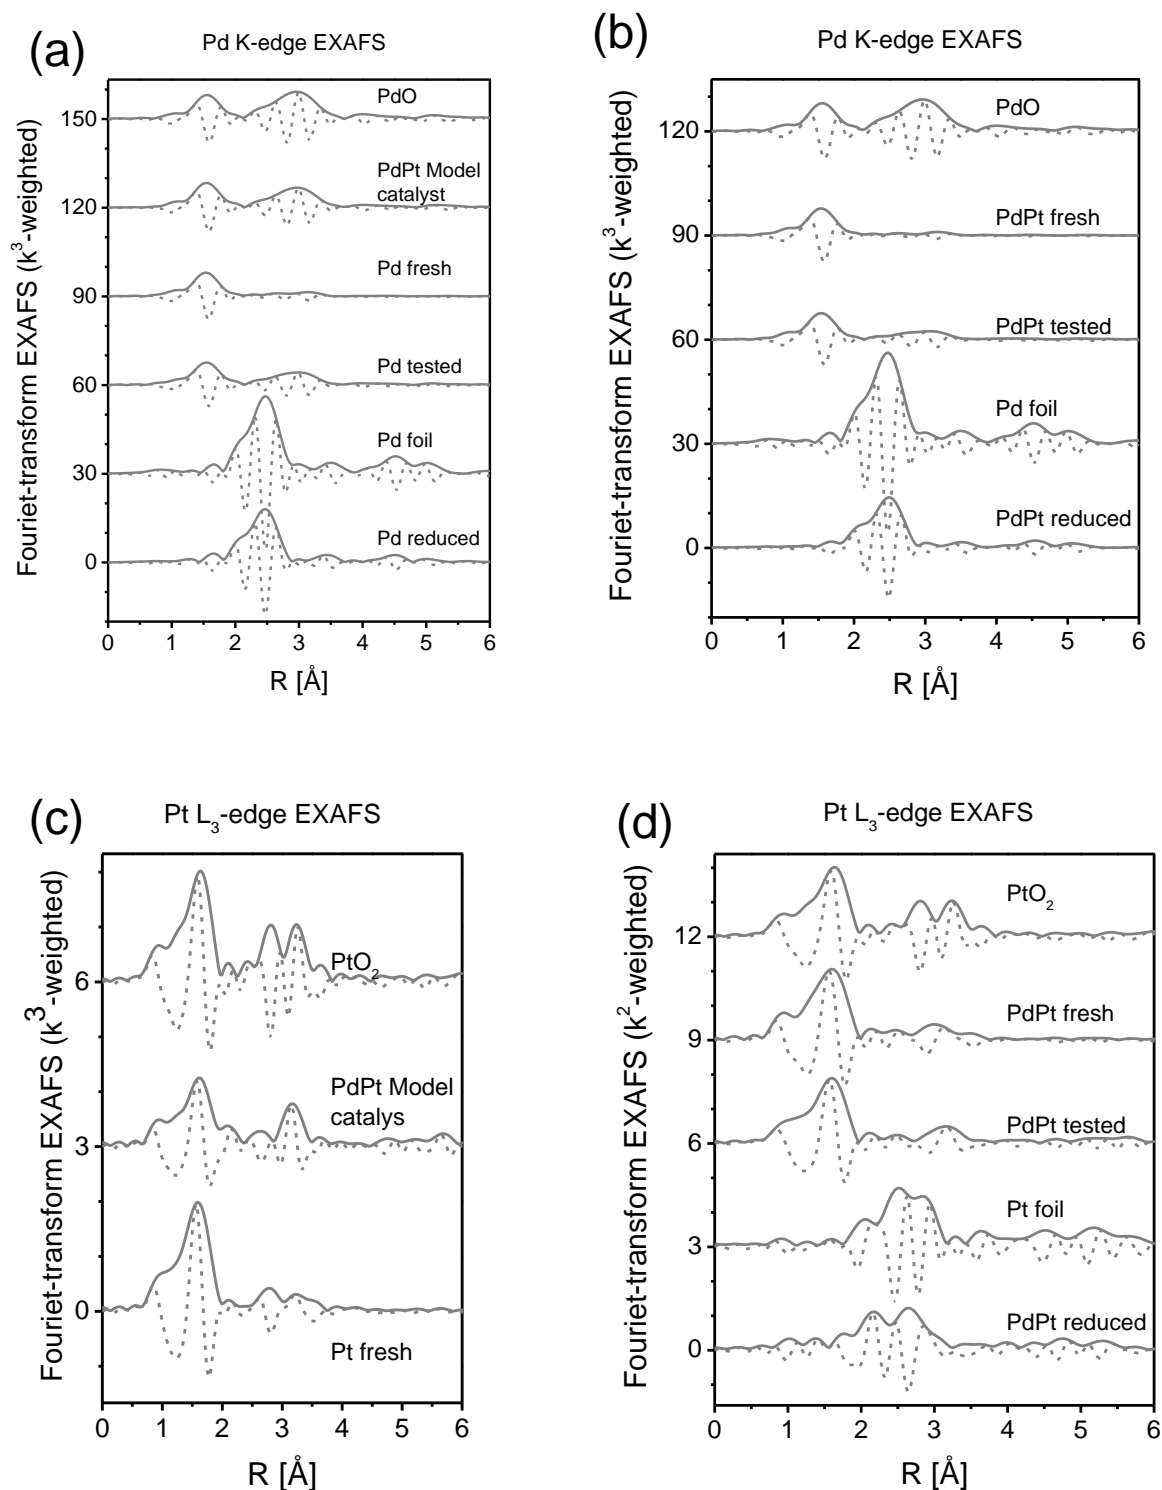 (a)
Pd K-edge EXAFS
Fouriet-transform EXAFS (k³-weighted)
150
120
90
60
30
0
PdO
PdPt Model
catalyst
Pd fresh
Pd tested
Pd foil
Pd reduced
0 1 2 3 4 5 6
R [Å]
(b)
Pd K-edge EXAFS
Fouriet-transform EXAFS (k³-weighted)
120
90
60
30
0
PdO
PdPt fresh
PdPt tested
Pd foil
PdPt reduced
0 1 2 3 4 5 6
R [Å]
(c)
Pt L₃-edge EXAFS
Fouriet-transform EXAFS (k³-weighted)
6
3
0
PtO₂
PdPt Model
catalys
Pt fresh
0 1 2 3 4 5 6
R [Å]
(d)
Pt L₃-edge EXAFS
Fouriet-transform EXAFS (k²-weighted)
12
9
6
3
0
PtO₂
PdPt fresh
PdPt tested
Pt foil
PdPt reduced
0 1 2 3 4 5 6
R [Å]